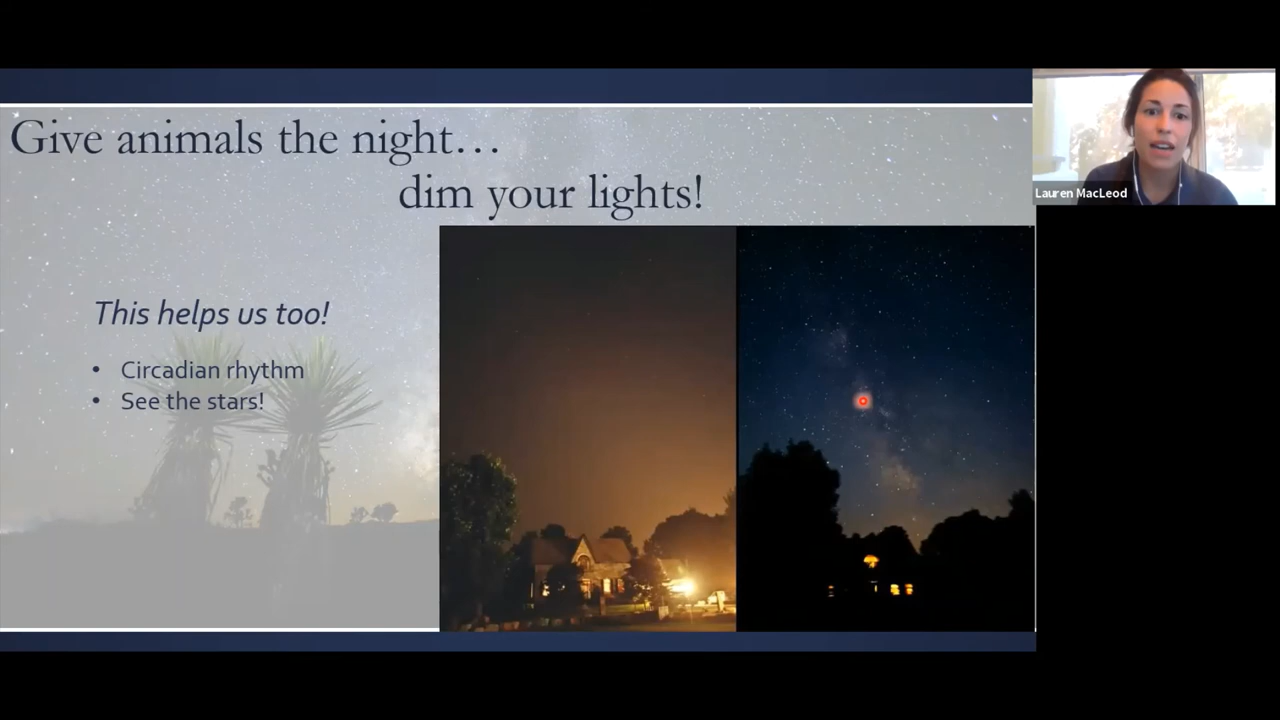 Give animals the night…
dim your lights!
This helps us too!
• Circadian rhythm
• See the stars!
Lauren MacLeod